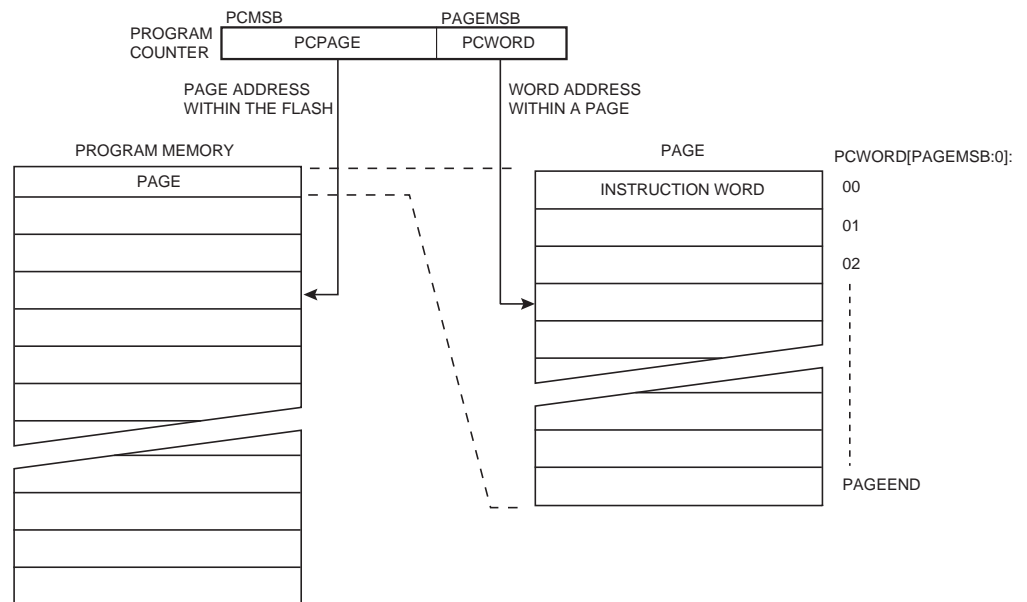 PCMSB
PAGEMSB
PROGRAM
COUNTER
PCPAGE
PCWORD
PAGE ADDRESS
WITHIN THE FLASH
WORD ADDRESS
WITHIN A PAGE
PROGRAM MEMORY
PAGE
PAGE
PCWORD[PAGEMSB:0]:
INSTRUCTION WORD
00
01
02
PAGEEND